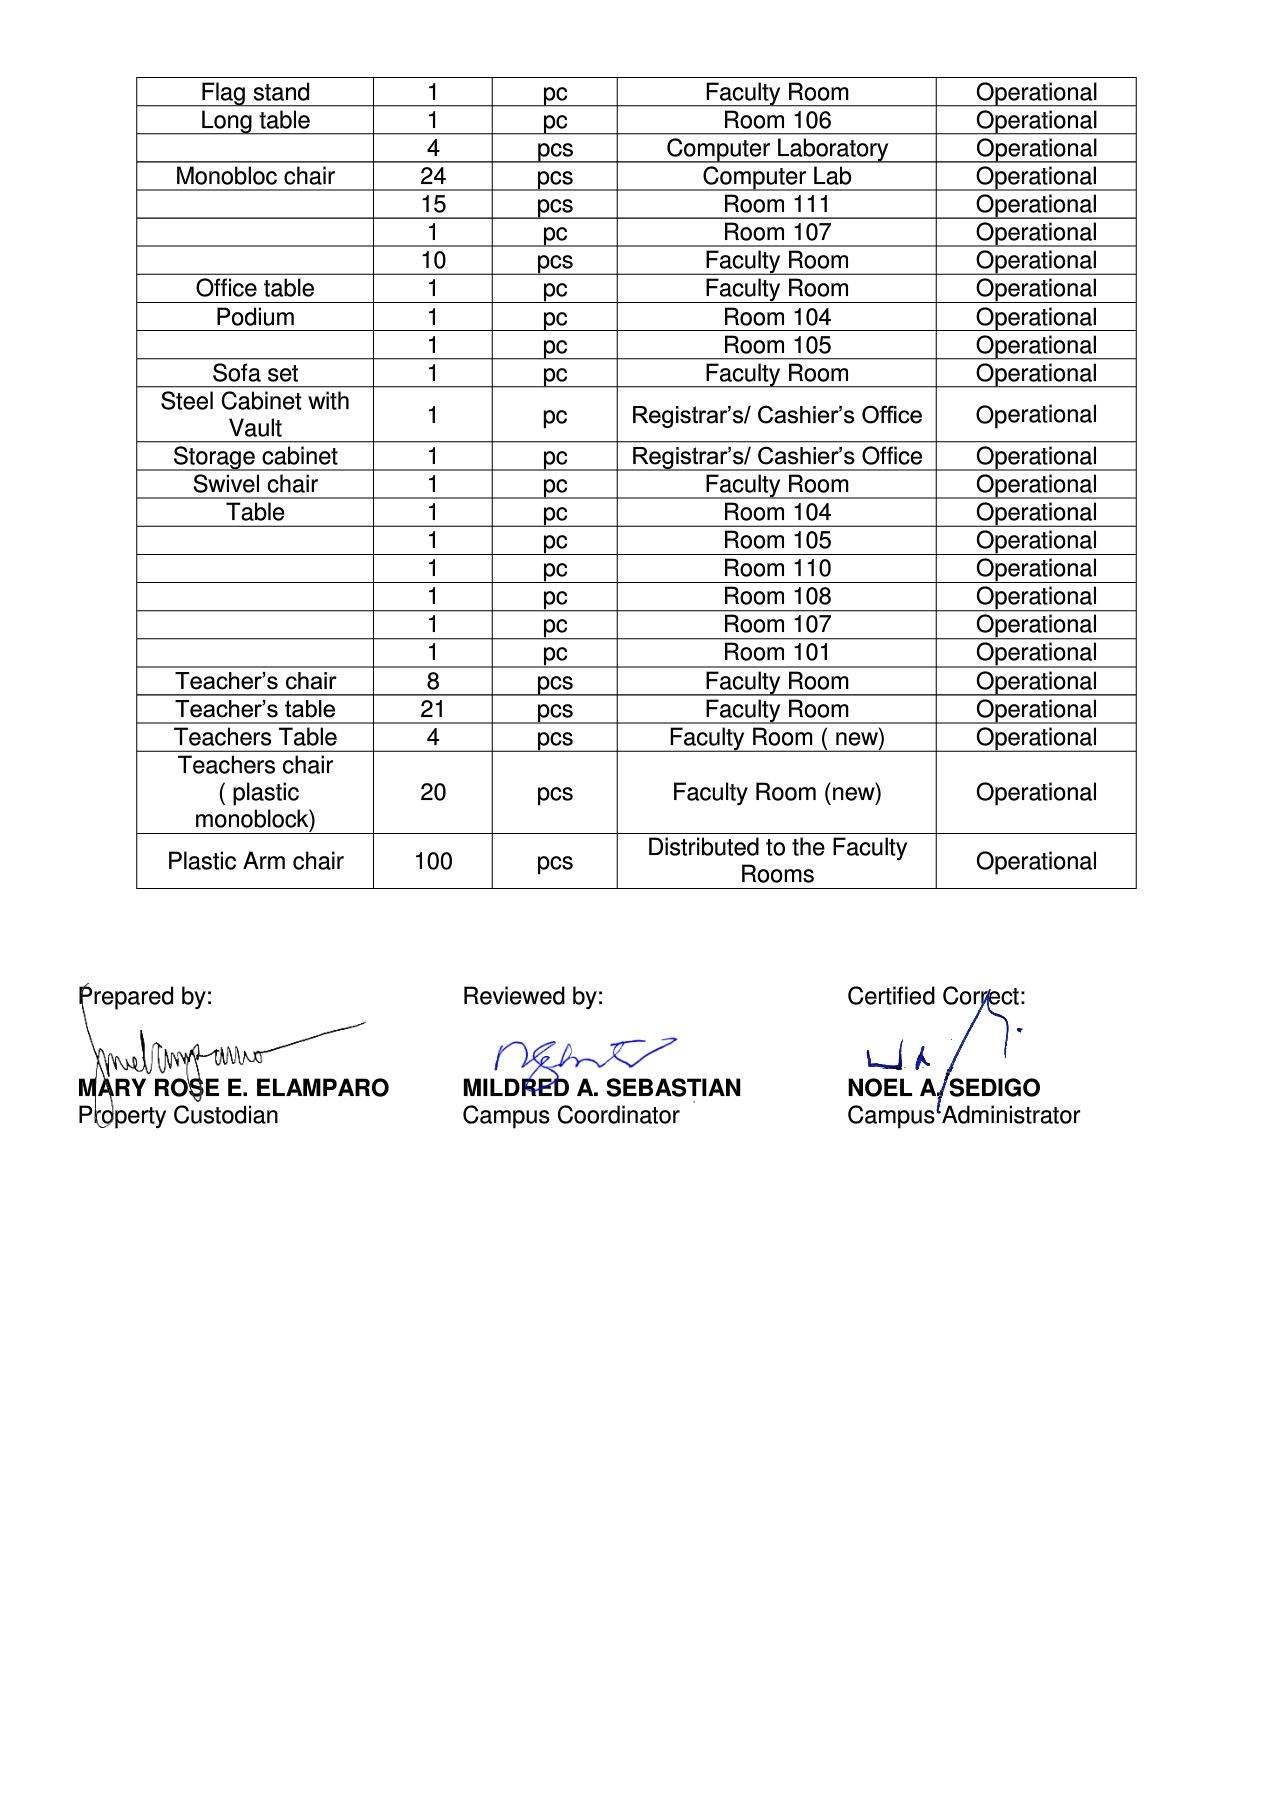 Flag stand 1 pc Faculty Room Operational
Long table 1 pc Room 106 Operational
4 pcs Computer Laboratory Operational
Monobloc chair 24 pcs Computer Lab Operational
15 pcs Room 111 Operational
1 pc Room 107 Operational
10 pcs Faculty Room Operational
Office table 1 pc Faculty Room Operational
Podium 1 pc Room 104 Operational
1 pc Room 105 Operational
Sofa set 1 pc Faculty Room Operational
Steel Cabinet with
Vault 1 pc Registrar’s/ Cashier’s Office Operational
Storage cabinet 1 pc Registrar’s/ Cashier’s Office Operational
Swivel chair 1 pc Faculty Room Operational
Table 1 pc Room 104 Operational
1 pc Room 105 Operational
1 pc Room 110 Operational
1 pc Room 108 Operational
1 pc Room 107 Operational
1 pc Room 101 Operational
Teacher’s chair 8 pcs Faculty Room Operational
Teacher’s table 21 pcs Faculty Room Operational
Teachers Table 4 pcs Faculty Room ( new) Operational
Teachers chair
( plastic 20 pcs Faculty Room (new) Operational
monoblock)
Plastic Arm chair 100 pcs Distributed to the Faculty Operational
Rooms
Prepared by: Reviewed by: Certified Correct:
MARY ROSE E. ELAMPARO MILDRED A. SEBASTIAN NOEL A. SEDIGO
Property Custodian Campus Coordinator Campus Administrator